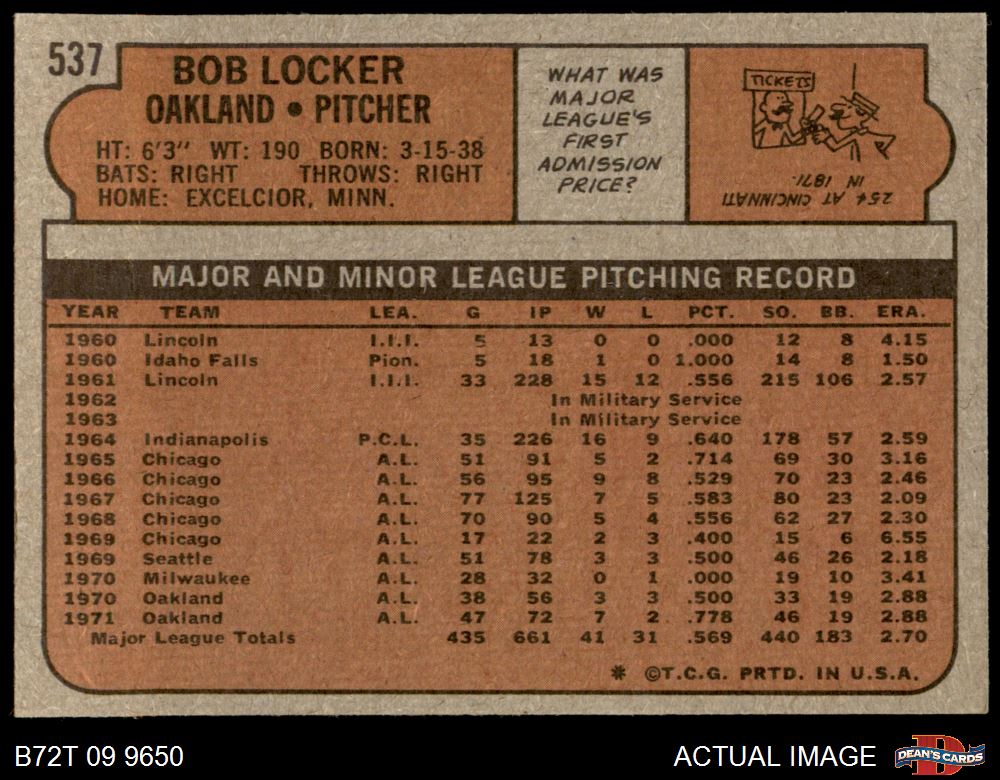 537
BOB LOCKER
OAKLAND • PITCHER
HT: 6'3" WT: 190 BORN: 3-15-38
BATS: RIGHT THROWS: RIGHT
HOME: EXCELCIOR, MINN.
WHAT WAS
MAJOR
LEAGUE'S
FIRST
ADMISSION
PRICE?
TICKETS
25¢ AT CINCINNATI
IN 1871.
MAJOR AND MINOR LEAGUE PITCHING RECORD
YEAR TEAM LEA. G IP W L PCT. SO. BB. ERA.
1960 Lincoln I.I.I. 5 13 0 0 .000 12 8 4.15
1960 Idaho Falls Pion. 5 18 1 0 1.000 14 8 1.50
1961 Lincoln I.I.I. 33 228 15 12 .556 215 106 2.57
1962 In Military Service
1963 In Military Service
1964 Indianapolis P.C.L. 35 226 16 9 .640 178 57 2.59
1965 Chicago A.L. 51 91 5 2 .714 69 30 3.16
1966 Chicago A.L. 56 95 9 8 .529 70 23 2.46
1967 Chicago A.L. 77 125 7 5 .583 80 23 2.09
1968 Chicago A.L. 70 90 5 4 .556 62 27 2.30
1969 Chicago A.L. 17 22 2 3 .400 15 6 6.55
1969 Seattle A.L. 51 78 3 3 .500 46 26 2.18
1970 Milwaukee A.L. 28 32 0 1 .000 19 10 3.41
1970 Oakland A.L. 38 56 3 3 .500 33 19 2.88
1971 Oakland A.L. 47 72 7 2 .778 46 19 2.88
Major League Totals 435 661 41 31 .569 440 183 2.70
* ©T.C.G. PRTD. IN U.S.A.
B72T 09 9650
ACTUAL IMAGE
D
DEAN'S CARDS